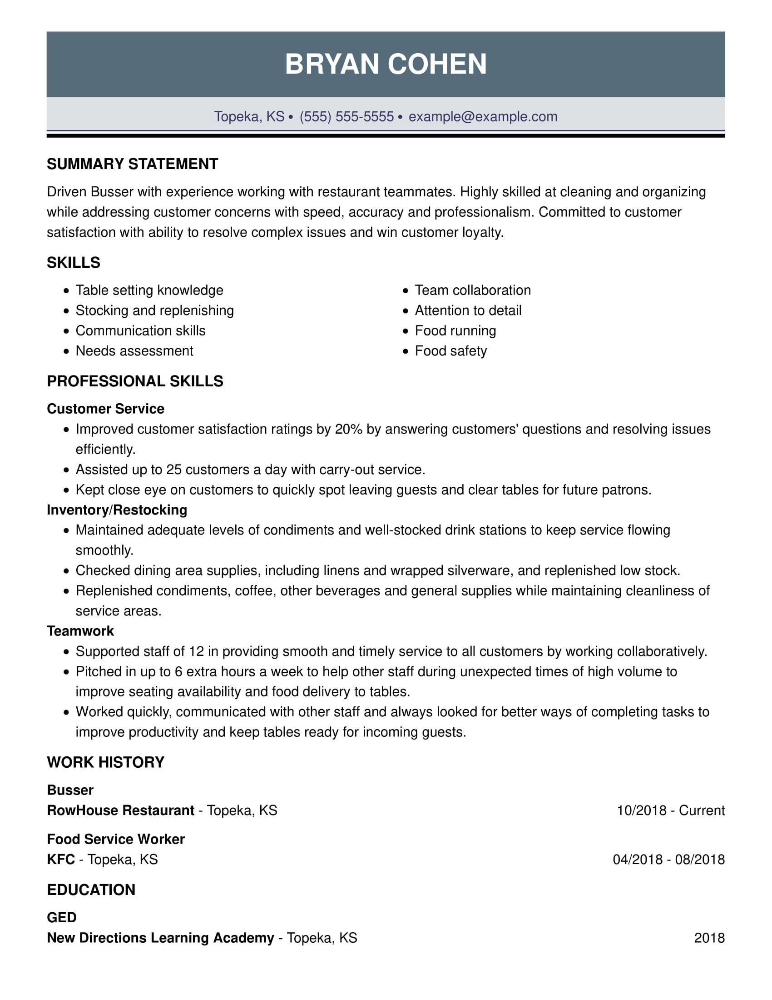 BRYAN COHEN
Topeka, KS • (555) 555-5555 • example@example.com
SUMMARY STATEMENT
Driven Busser with experience working with restaurant teammates. Highly skilled at cleaning and organizing
while addressing customer concerns with speed, accuracy and professionalism. Committed to customer
satisfaction with ability to resolve complex issues and win customer loyalty.
SKILLS
• Table setting knowledge
• Stocking and replenishing
• Communication skills
• Needs assessment
• Team collaboration
• Attention to detail
• Food running
• Food safety
PROFESSIONAL SKILLS
Customer Service
• Improved customer satisfaction ratings by 20% by answering customers' questions and resolving issues
efficiently.
• Assisted up to 25 customers a day with carry-out service.
• Kept close eye on customers to quickly spot leaving guests and clear tables for future patrons.
Inventory/Restocking
• Maintained adequate levels of condiments and well-stocked drink stations to keep service flowing
smoothly.
• Checked dining area supplies, including linens and wrapped silverware, and replenished low stock.
• Replenished condiments, coffee, other beverages and general supplies while maintaining cleanliness of
service areas.
Teamwork
• Supported staff of 12 in providing smooth and timely service to all customers by working collaboratively.
• Pitched in up to 6 extra hours a week to help other staff during unexpected times of high volume to
improve seating availability and food delivery to tables.
• Worked quickly, communicated with other staff and always looked for better ways of completing tasks to
improve productivity and keep tables ready for incoming guests.
WORK HISTORY
Busser
RowHouse Restaurant - Topeka, KS 10/2018 - Current
Food Service Worker
KFC - Topeka, KS 04/2018 - 08/2018
EDUCATION
GED
New Directions Learning Academy - Topeka, KS 2018